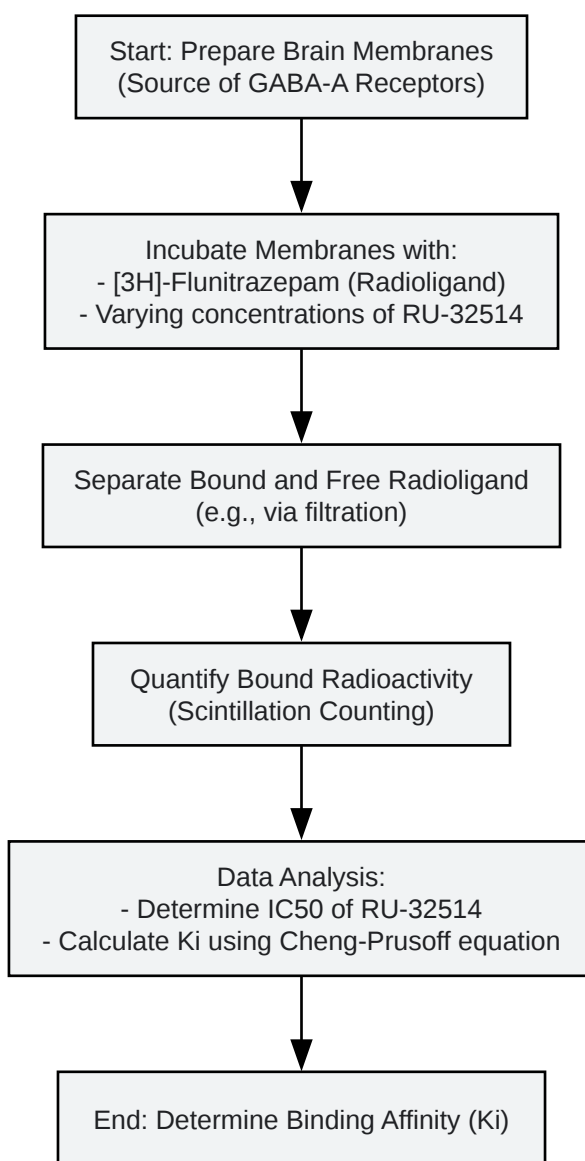 Start: Prepare Brain Membranes
(Source of GABA-A Receptors)
Incubate Membranes with:
- [3H]-Flunitrazepam (Radioligand)
- Varying concentrations of RU-32514
Separate Bound and Free Radioligand
(e.g., via filtration)
Quantify Bound Radioactivity
(Scintillation Counting)
Data Analysis:
- Determine IC50 of RU-32514
- Calculate Ki using Cheng-Prusoff equation
End: Determine Binding Affinity (Ki)